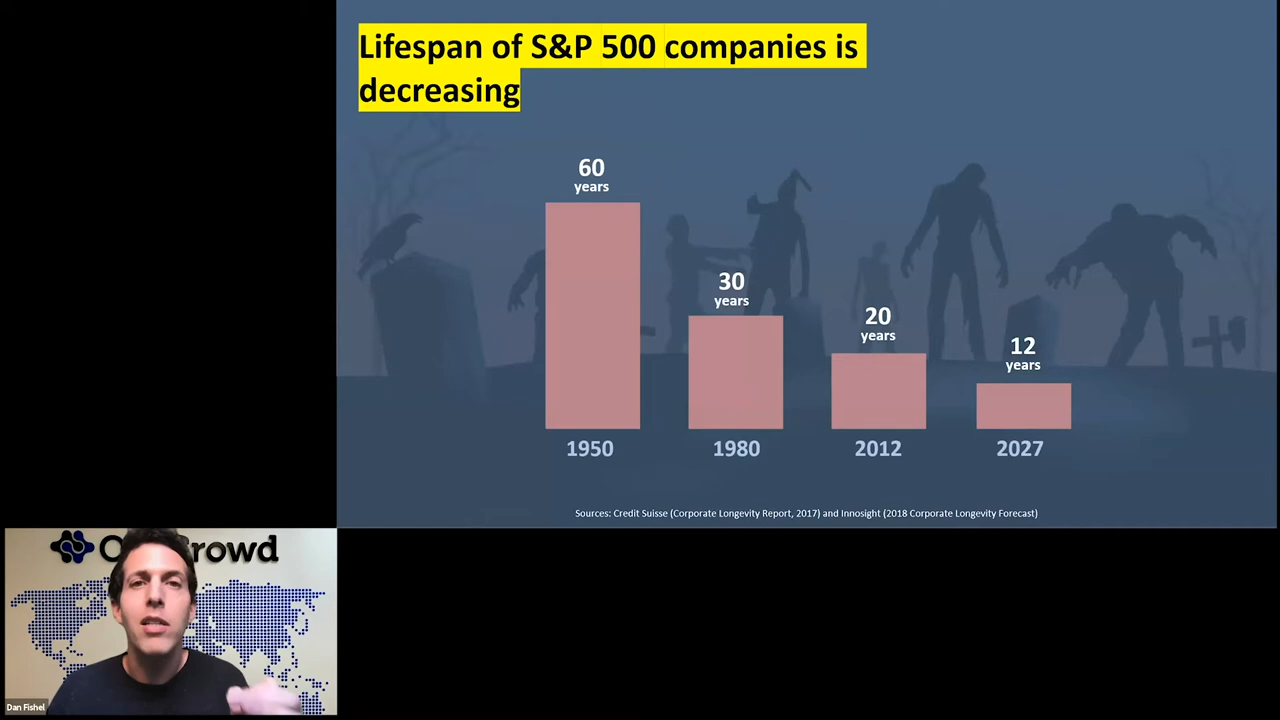 Lifespan of S&P 500 companies is
decreasing
60
years
30
years
20
years
12
years
1950
1980
2012
2027
Sources: Credit Suisse (Corporate Longevity Report, 2017) and Innosight (2018 Corporate Longevity Forecast)
rowd
Dan Fishel